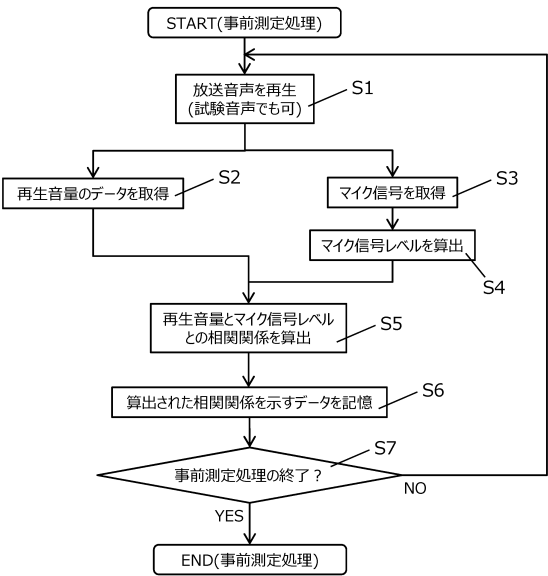 START(事前測定処理)
放送音声を再生
(試験音声でも可)
S1
再生音量のデータを取得
S2
マイク信号を取得
S3
マイク信号レベルを算出
S4
再生音量とマイク信号レベル
との相関関係を算出
S5
算出された相関関係を示すデータを記憶
S6
事前測定処理の終了？
S7
NO
YES
END(事前測定処理)